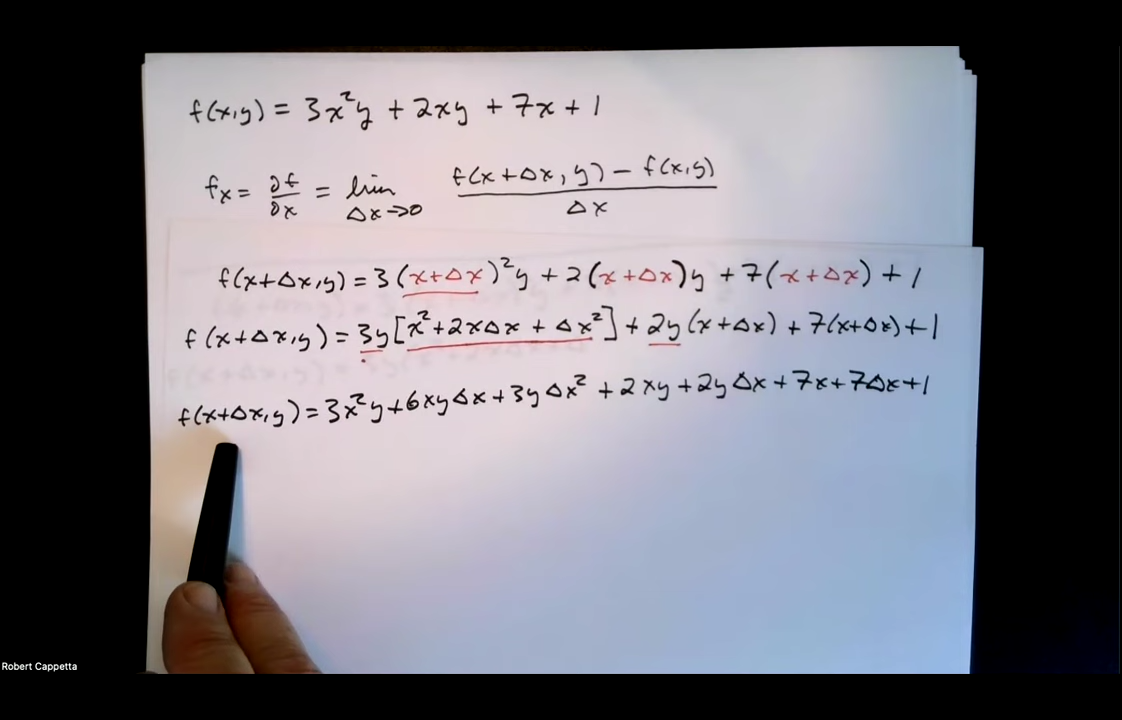 f(x,y) = 3x²y + 2xy + 7x + 1
fx = ∂f/∂x = lim Δx→0 (f(x+Δx, y) − f(x,y))/Δx
f(x+Δx,y) = 3(x+Δx)²y + 2(x+Δx)y + 7(x+Δx) + 1
f(x+Δx,y) = 3y[x²+2xΔx + Δx²] + 2y(x+Δx) + 7(x+Δx)+1
f(x+Δx,y) = 3x²y+6xyΔx+3yΔx² + 2xy+2yΔx+7x+7Δx+1
Robert Cappetta